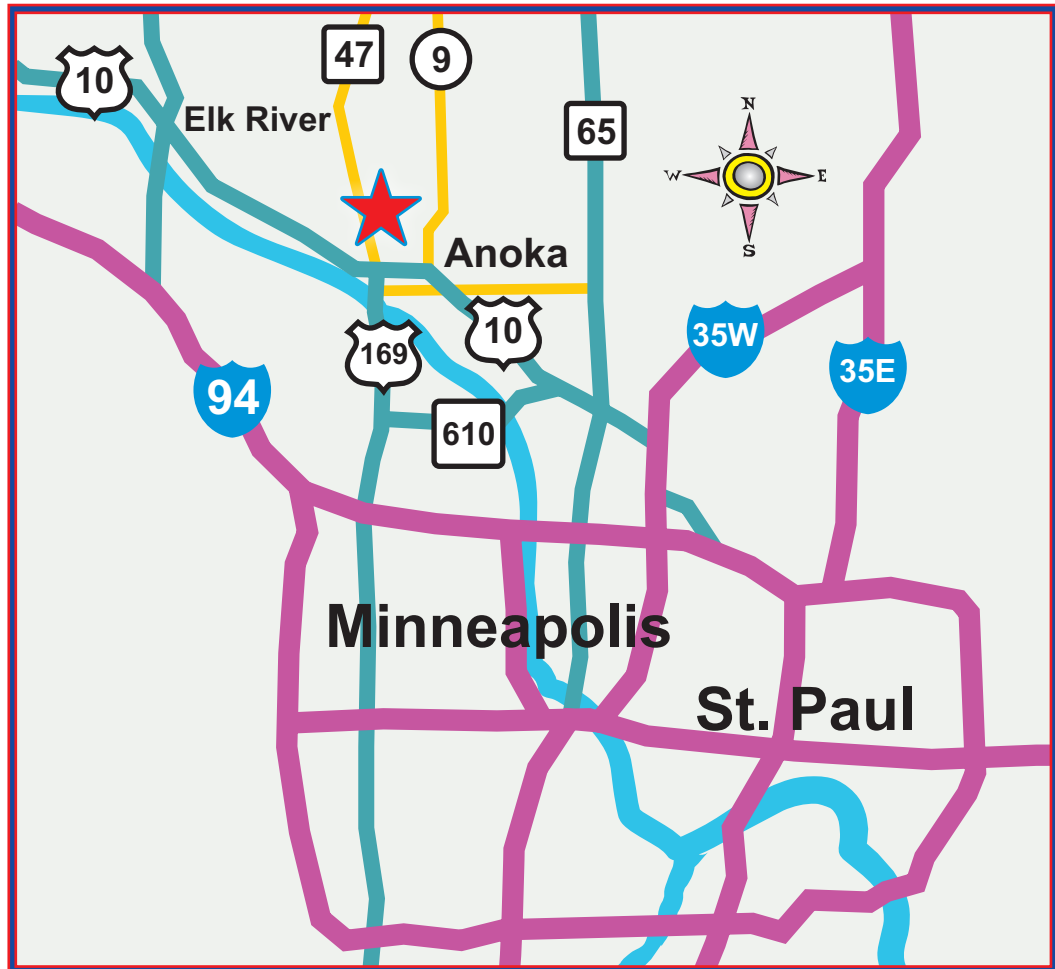 47
9
10
Elk River
65
N
W
E
S
Anoka
10
169
35W
35E
94
610
Minneapolis
St. Paul